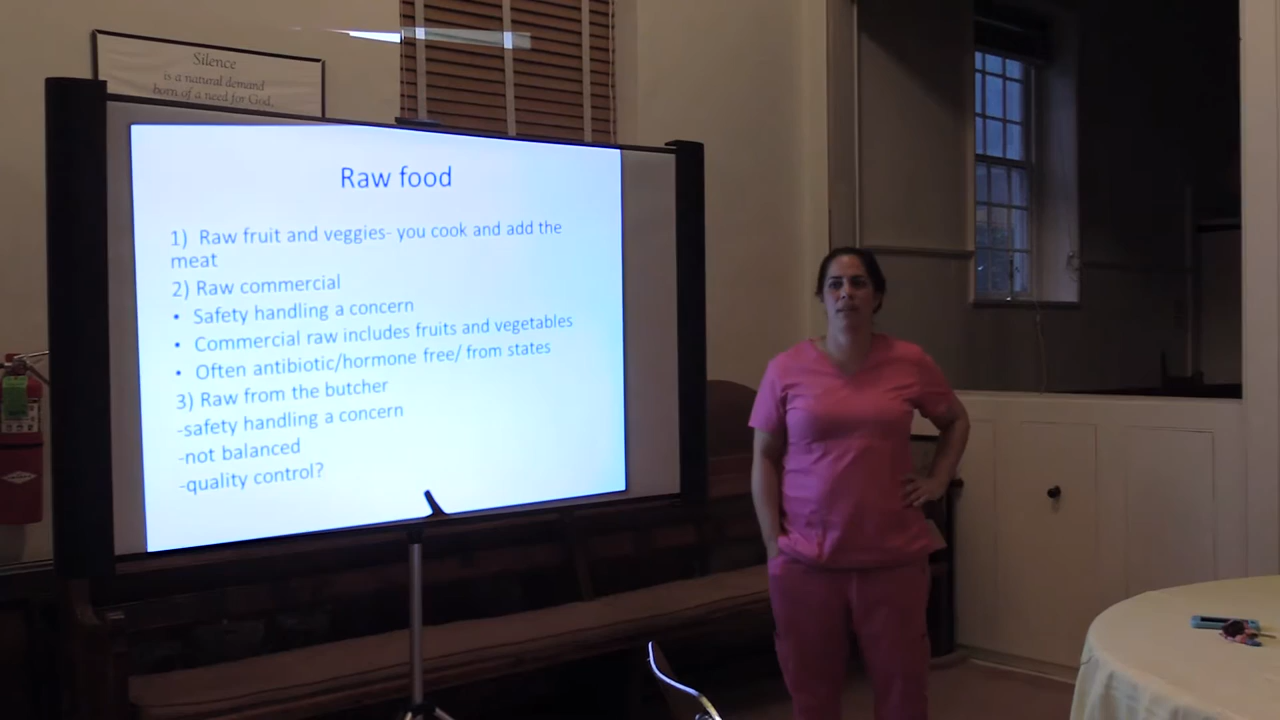 Silence
is a natural demand
born of a need for God.
Raw food
1) Raw fruit and veggies- you cook and add the
meat
2) Raw commercial
• Safety handling a concern
• Commercial raw includes fruits and vegetables
• Often antibiotic/hormone free/ from states
3) Raw from the butcher
-safety handling a concern
-not balanced
-quality control?